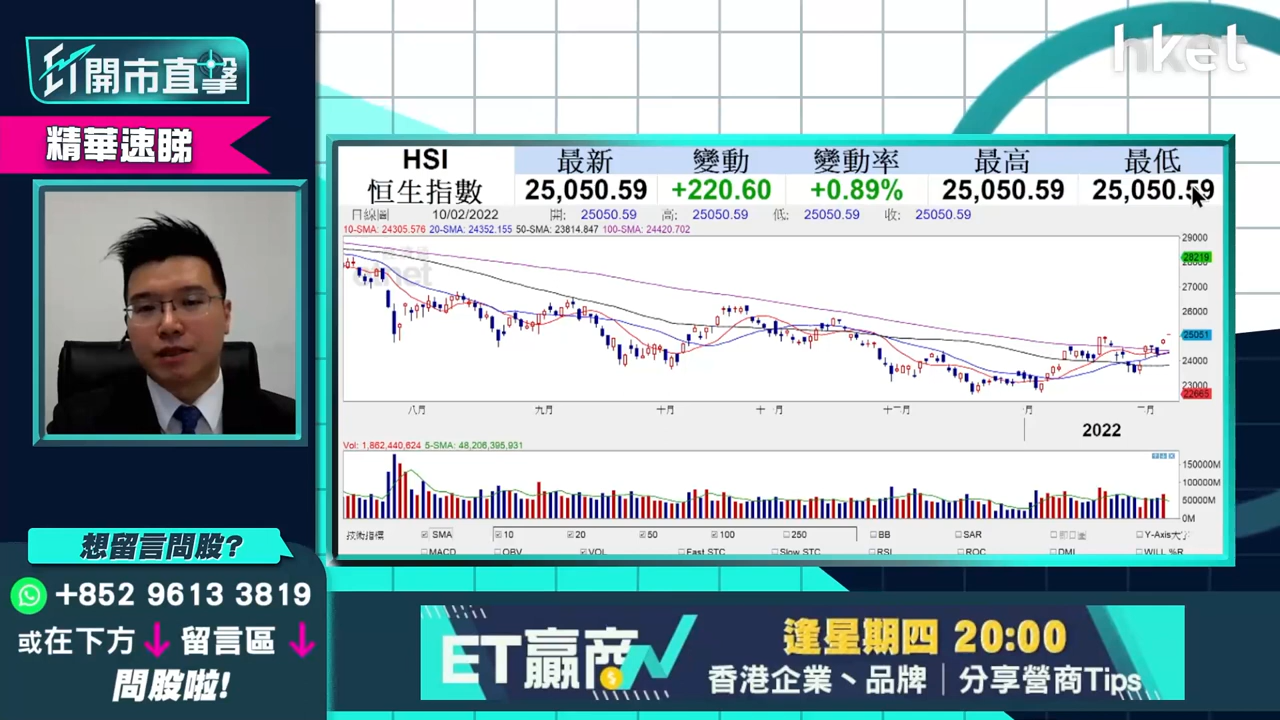 ET開市直擊
hket
精華速睇
HSI 最新 變動 變動率 最高 最低
恒生指數 25,050.59 +220.60 +0.89% 25,050.59 25,050.59
日線圖 10/02/2022 開: 25050.59 高: 25050.59 低: 25050.59 收: 25050.59
10-SMA: 24305.576 20-SMA: 24352.155 50-SMA: 23814.847 100-SMA: 24420.702
29000
28219
27000
26000
25051
24000
23000
22665
八月 九月 十月 十一月 十二月 一月 二月
2022
Vol: 1,862,440,624 5-SMA: 48,206,395,931
150000M
100000M
50000M
0M
技術指標 SMA 10 20 50 100 250 BB SAR Y-Axis大字
MACD OBV VOL Fast STC Slow STC RSI ROC DMI WILL %R
想留言問股?
+852 9613 3819
或在下方 留言區
問股啦!
ET贏商
逢星期四 20:00
香港企業、品牌｜分享營商Tips